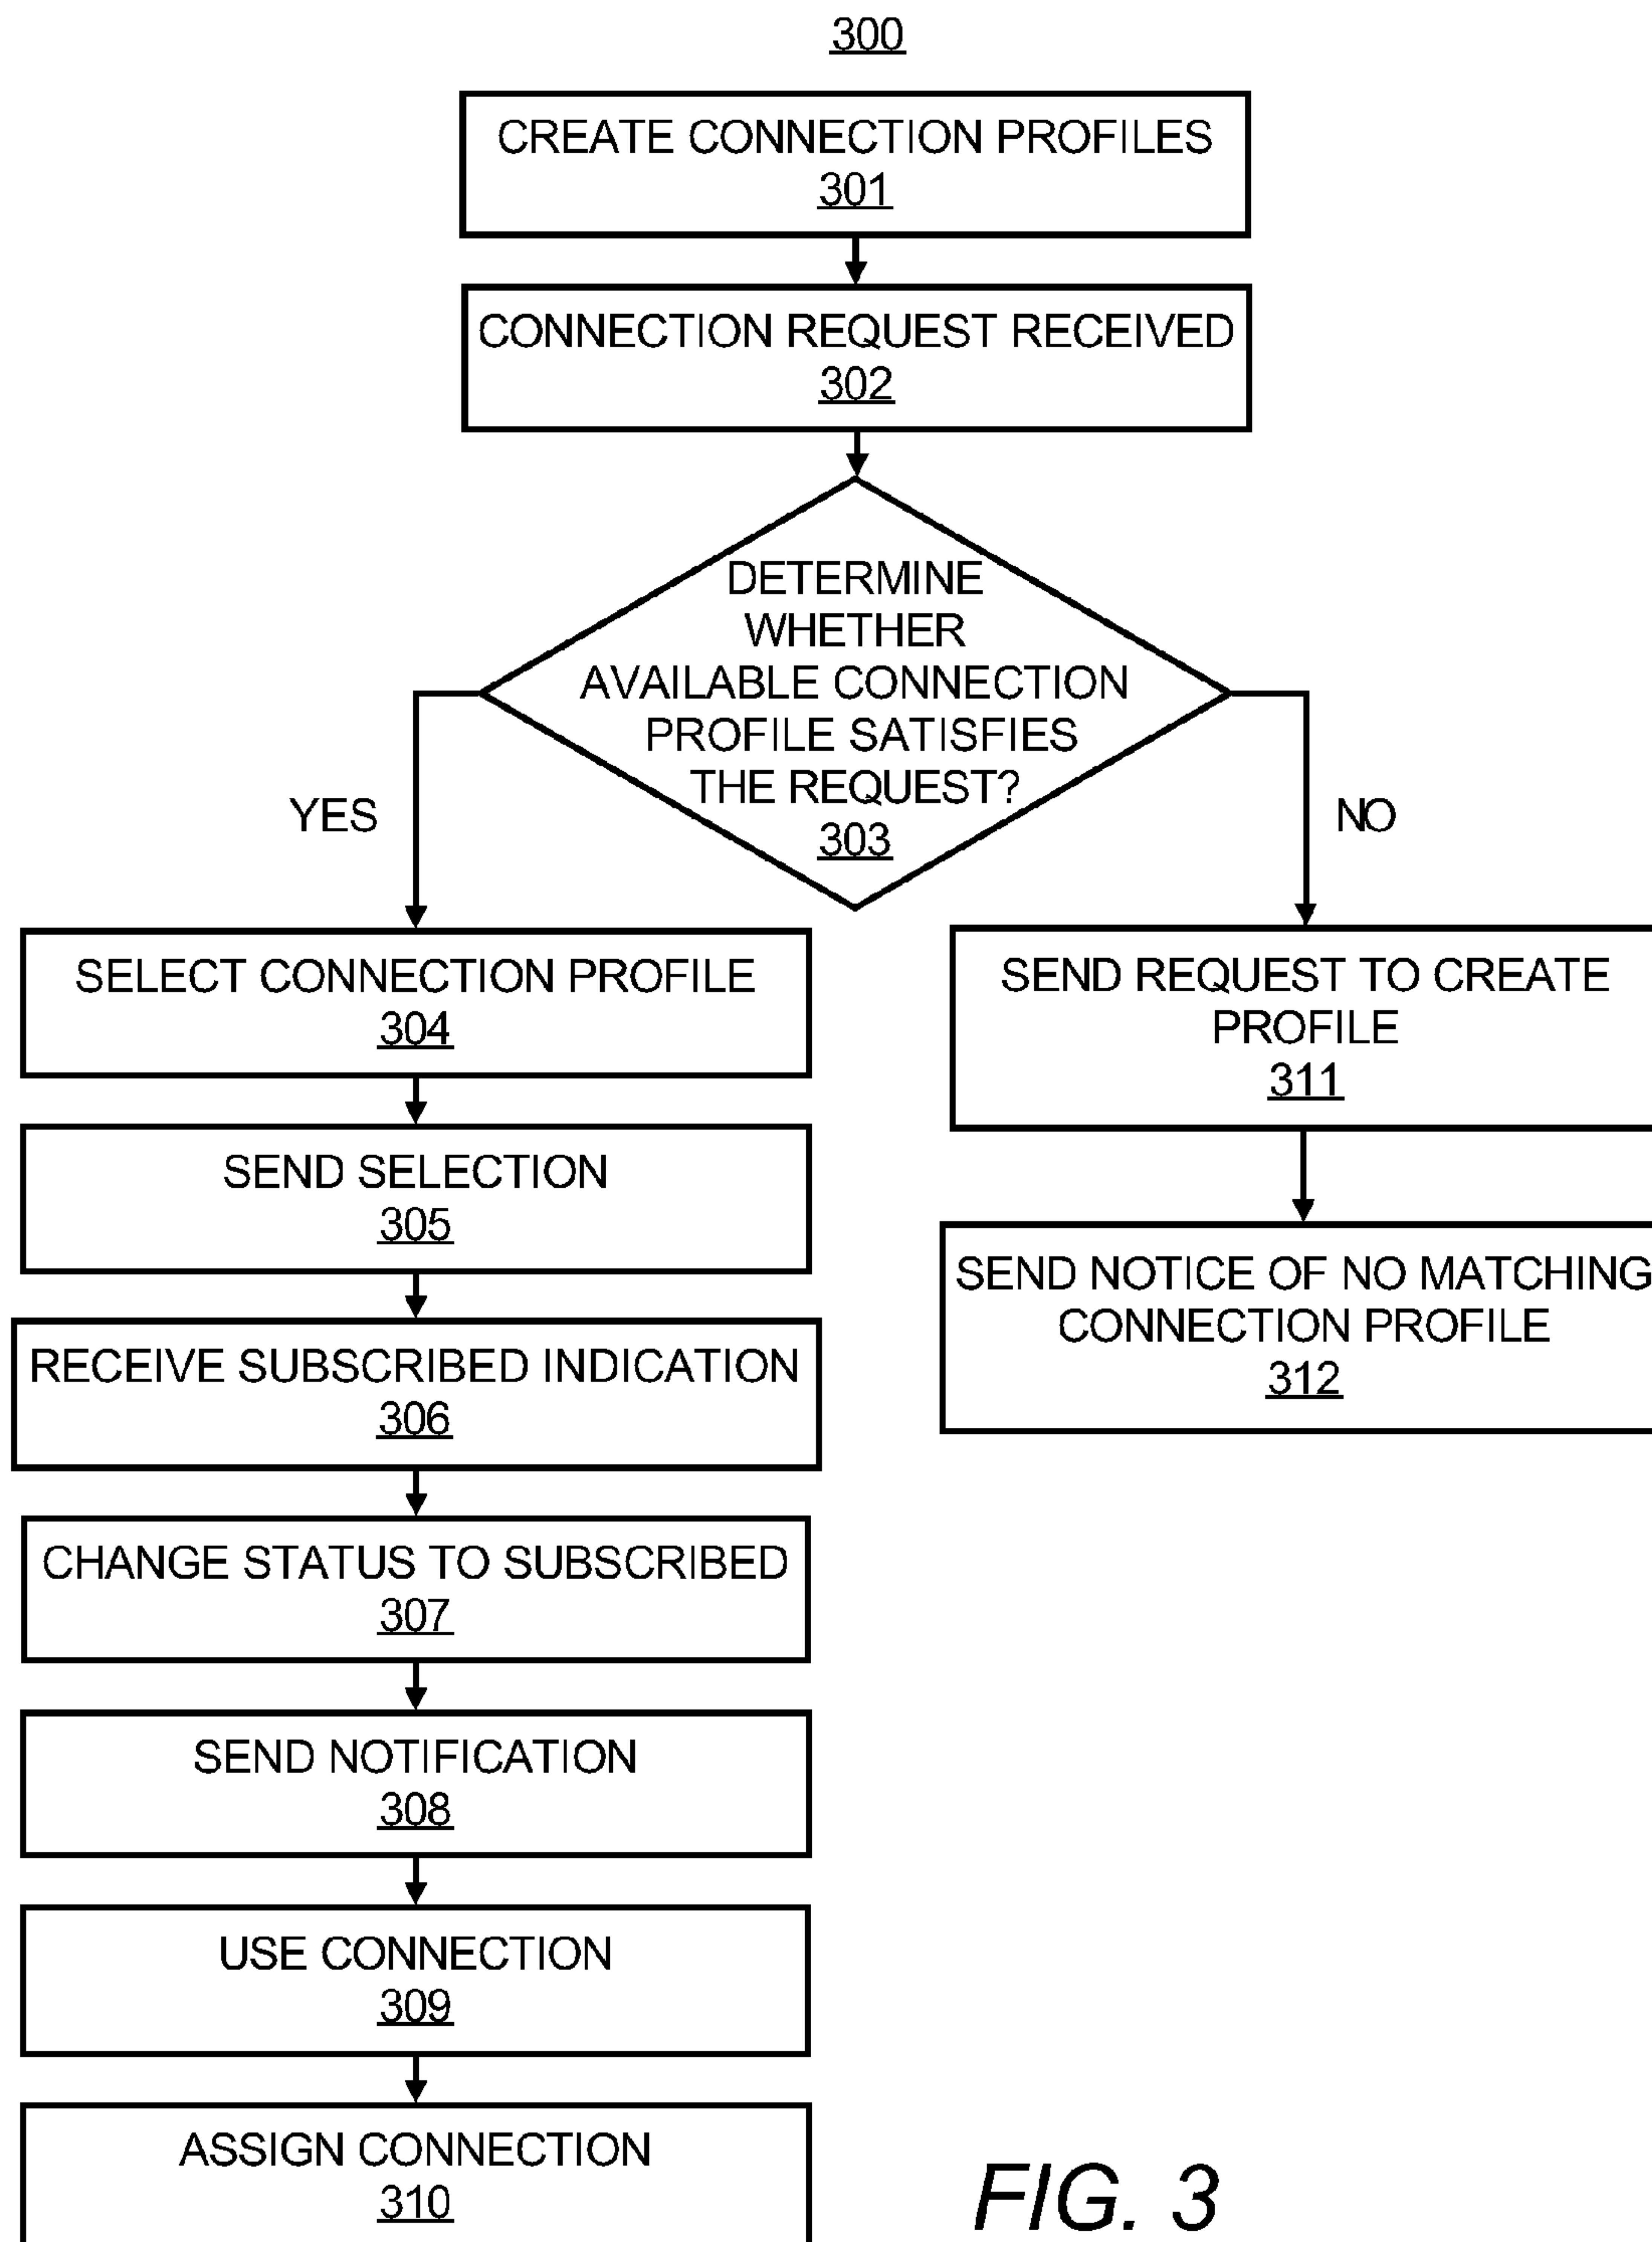 300
CREATE CONNECTION PROFILES
301
CONNECTION REQUEST RECEIVED
302
DETERMINE
WHETHER
AVAILABLE CONNECTION
PROFILE SATISFIES
THE REQUEST?
303
YES
NO
SELECT CONNECTION PROFILE
304
SEND SELECTION
305
RECEIVE SUBSCRIBED INDICATION
306
CHANGE STATUS TO SUBSCRIBED
307
SEND NOTIFICATION
308
USE CONNECTION
309
ASSIGN CONNECTION
310
SEND REQUEST TO CREATE
PROFILE
311
SEND NOTICE OF NO MATCHING
CONNECTION PROFILE
312
FIG. 3